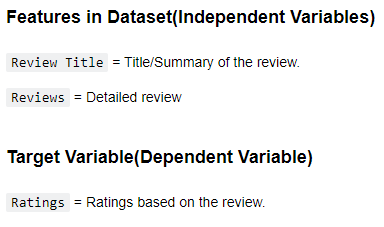 Features in Dataset(Independent Variables)
Review Title = Title/Summary of the review.
Reviews = Detailed review
Target Variable(Dependent Variable)
Ratings = Ratings based on the review.